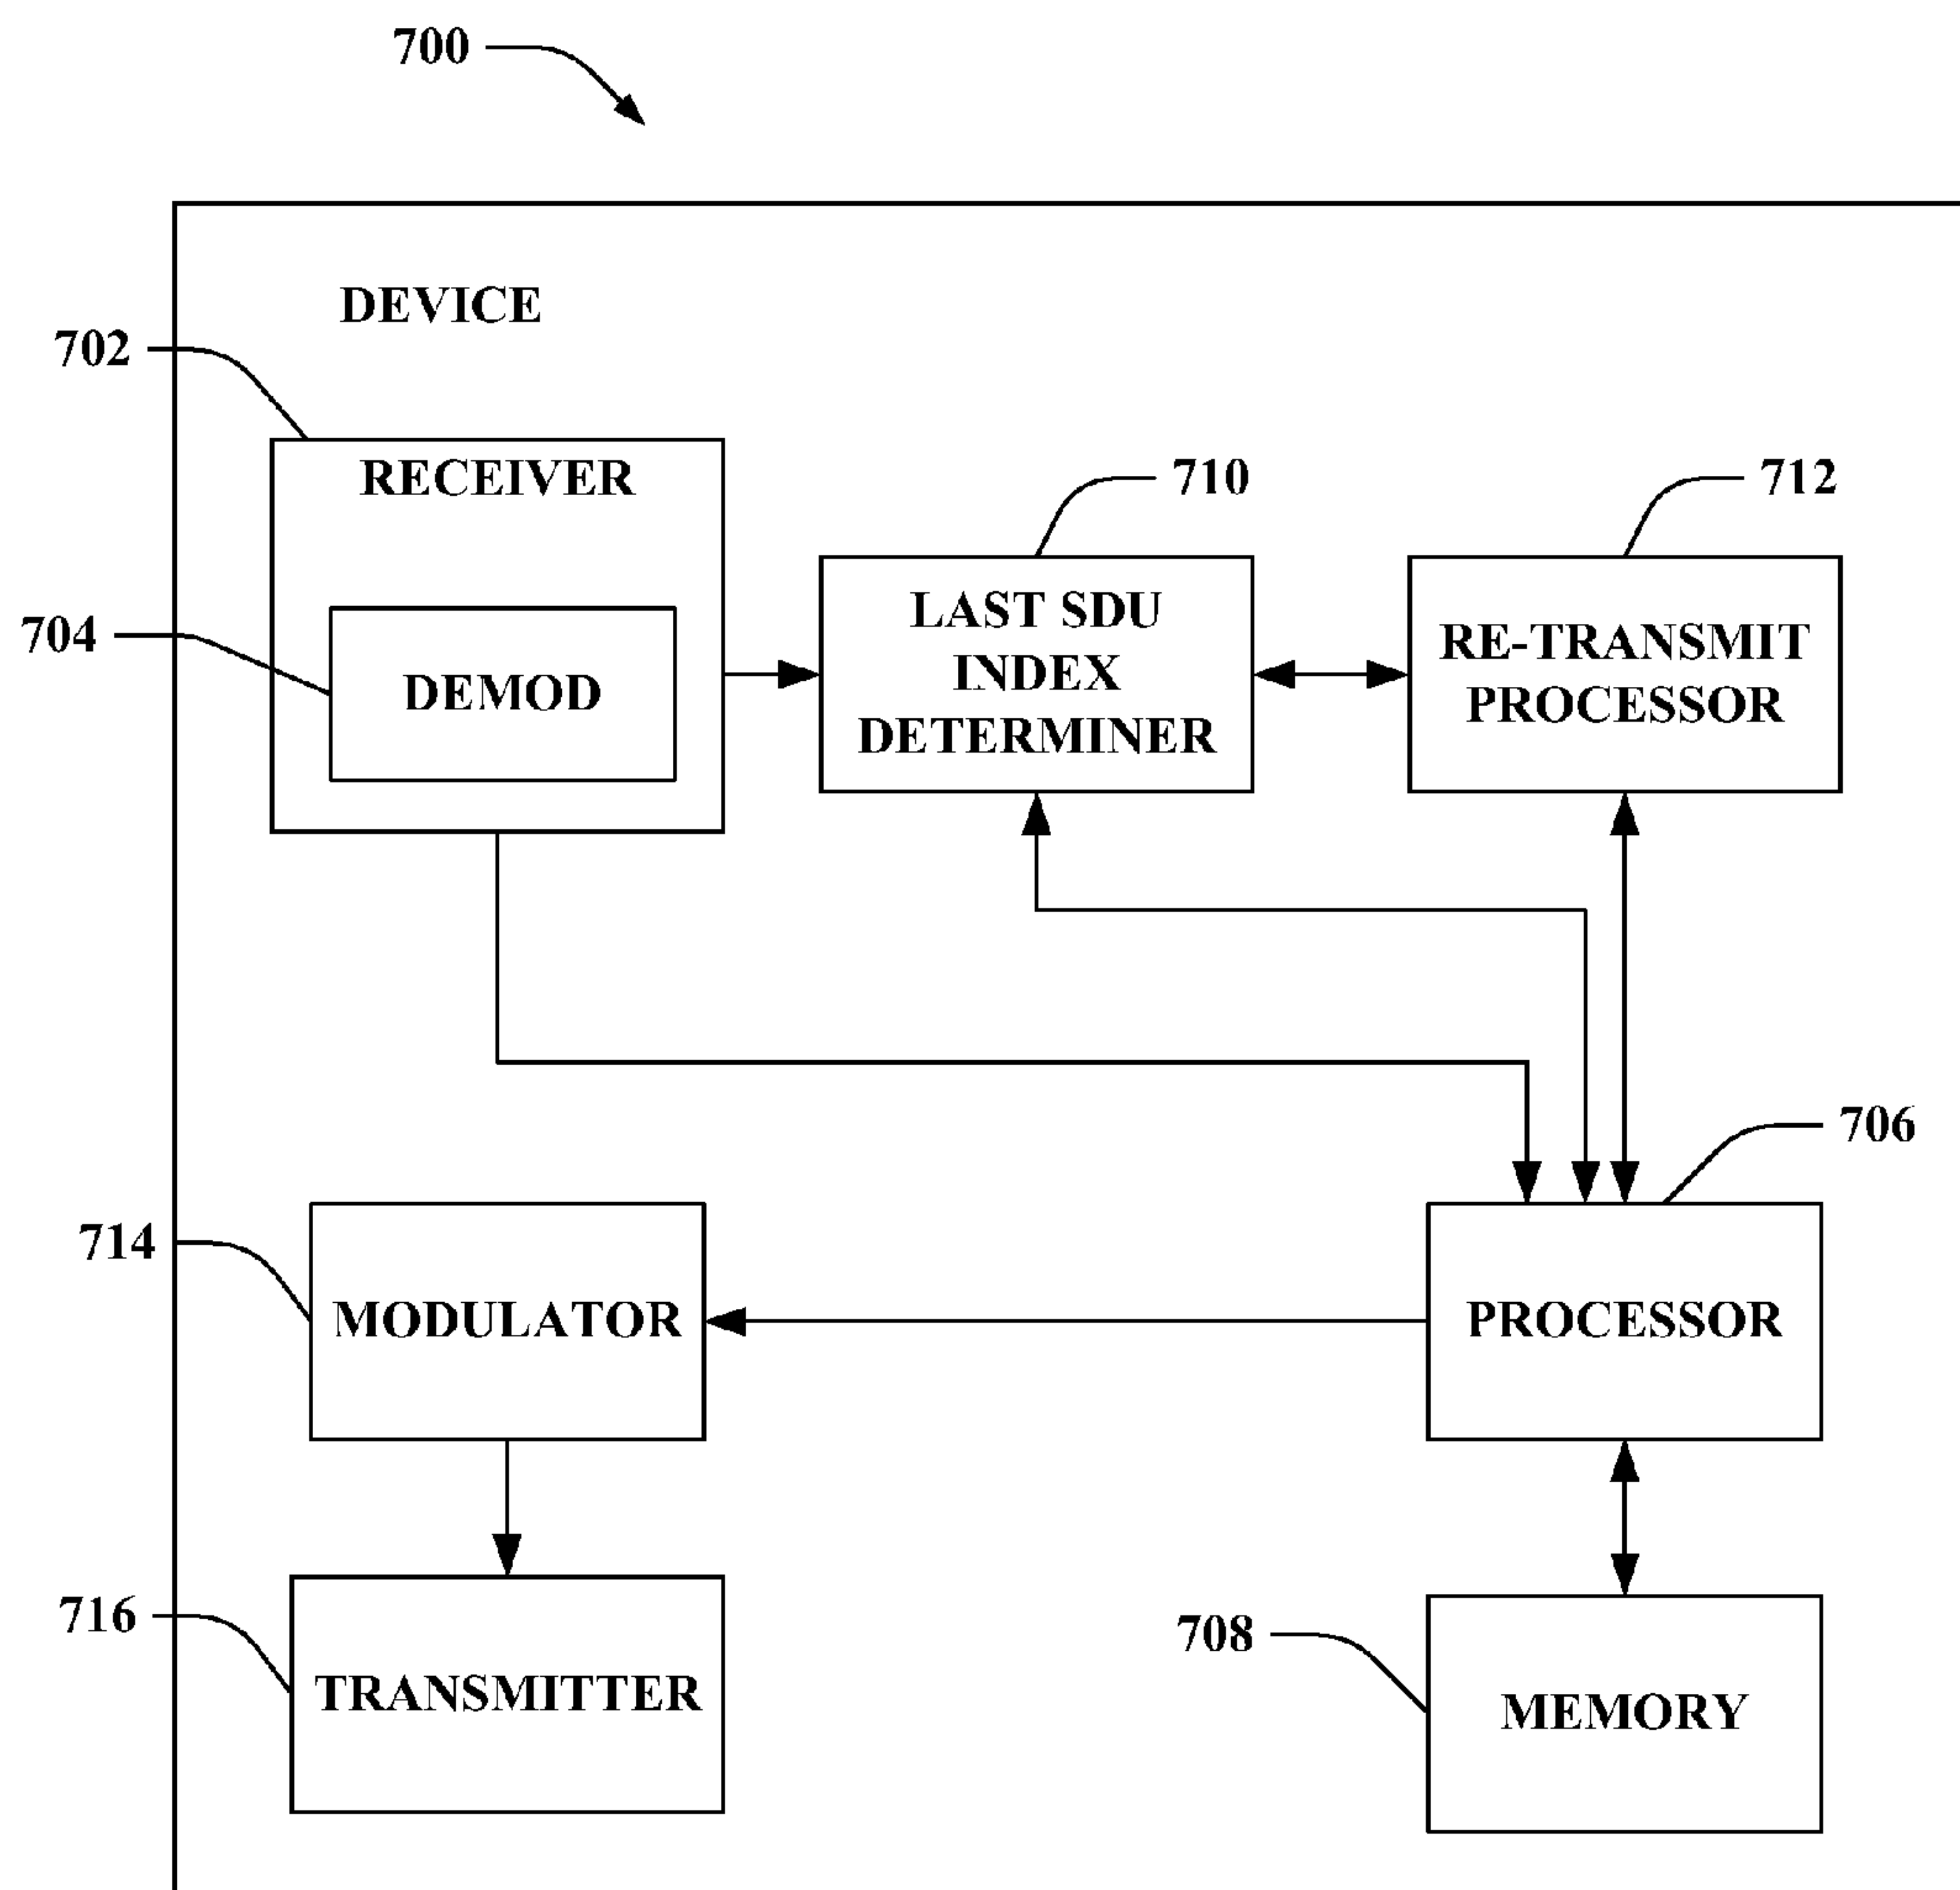 700
DEVICE
702
RECEIVER
710
712
704
DEMOD
LAST SDU
INDEX
DETERMINER
RE-TRANSMIT
PROCESSOR
706
714
MODULATOR
PROCESSOR
716
TRANSMITTER
708
MEMORY